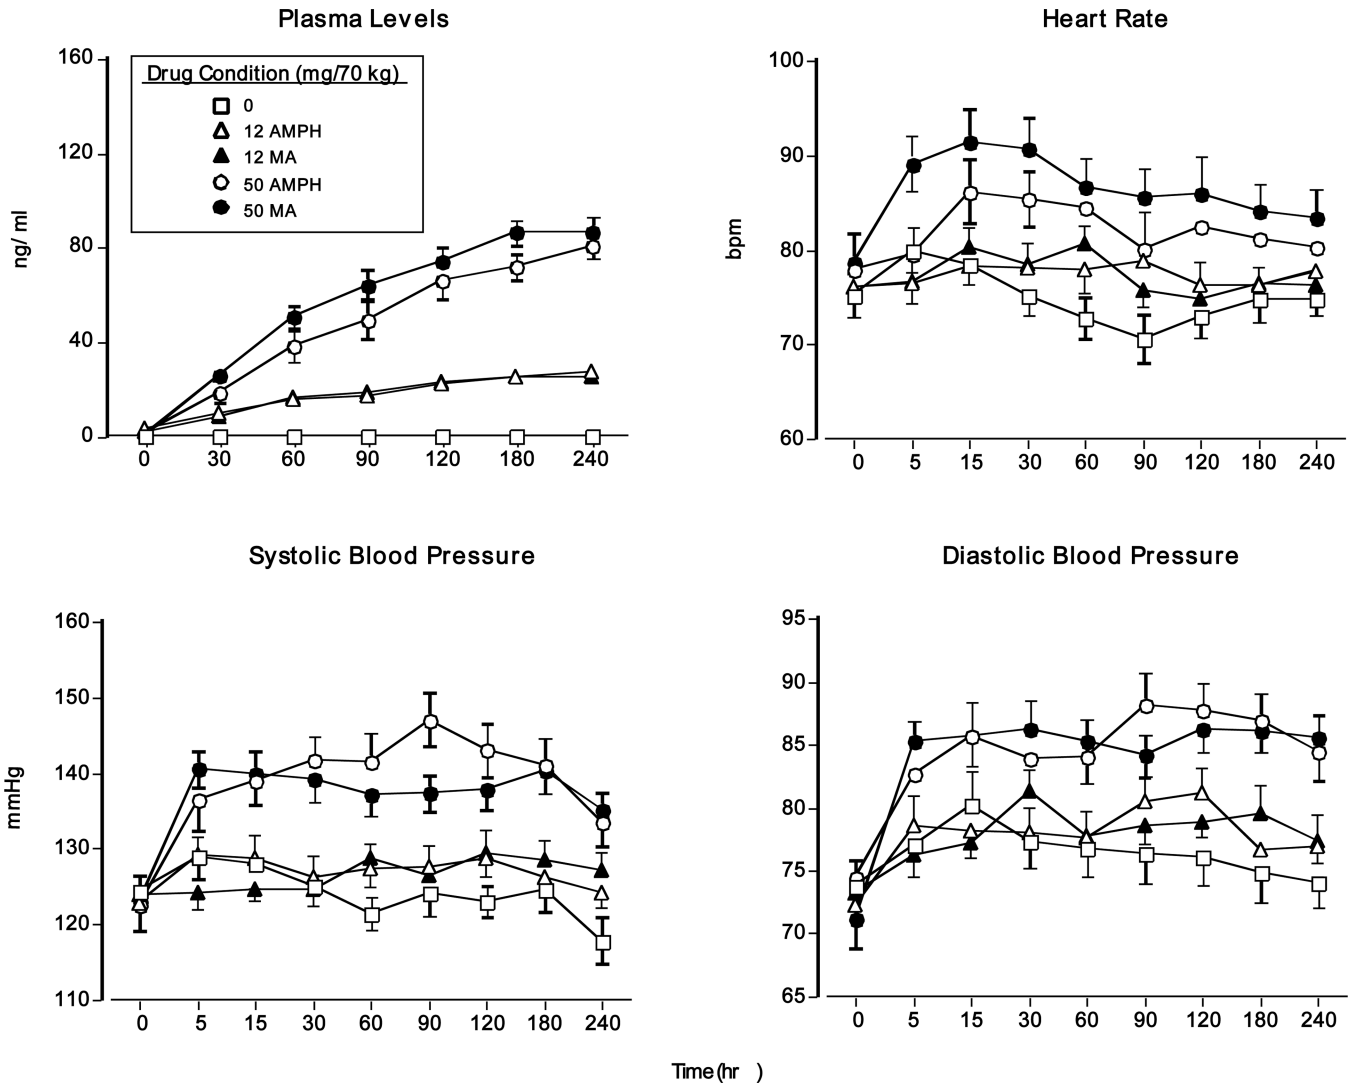 Plasma Levels
160
120
80
40
0
ng/ ml
Drug Condition (mg/70 kg)
0
12 AMPH
12 MA
50 AMPH
50 MA
0 30 60 90 120 180 240
Heart Rate
100
90
80
70
60
bpm
0 5 15 30 60 90 120 180 240
Systolic Blood Pressure
160
150
140
130
120
110
mmHg
0 5 15 30 60 90 120 180 240
Diastolic Blood Pressure
95
90
85
80
75
70
65
0 5 15 30 60 90 120 180 240
Time (hr )